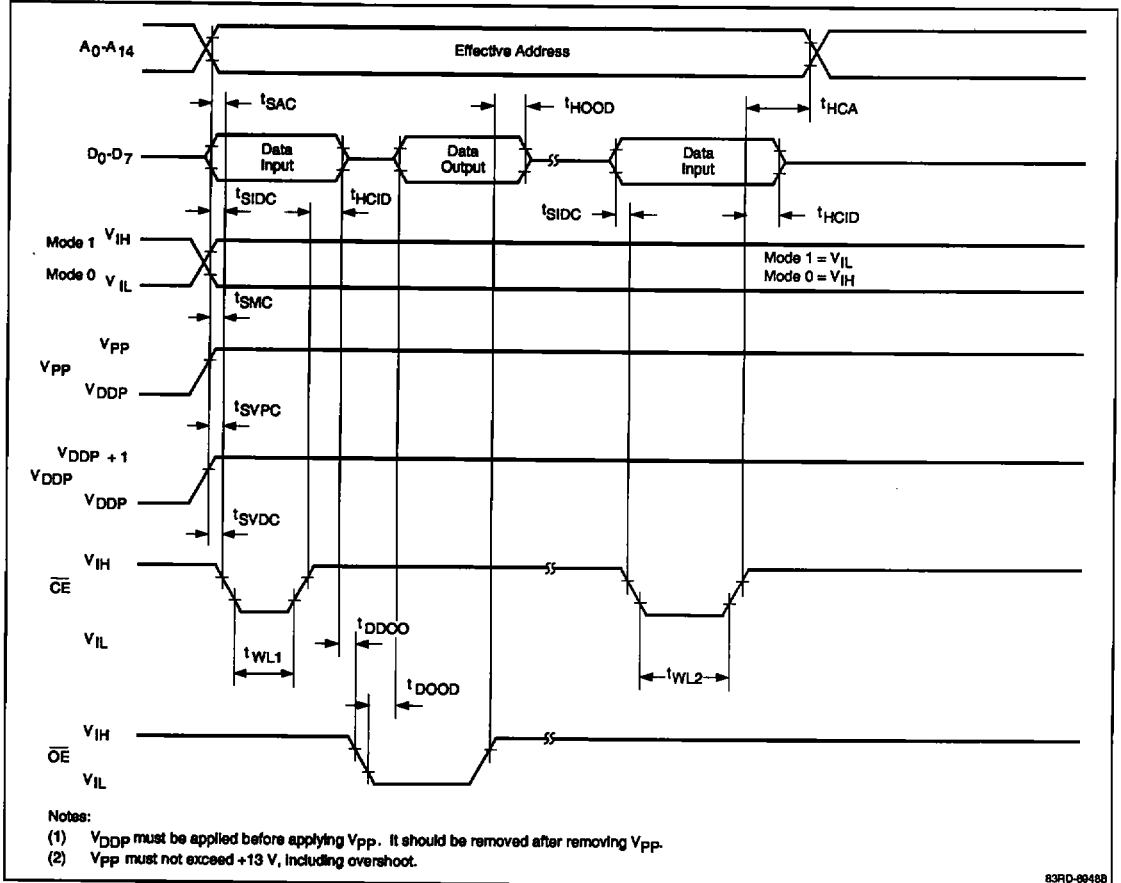 A0-A14
Effective Address
tSAC
tHOOD
tHCA
D0-D7
Data Input
Data Output
Data Input
tSIDC
tHCID
tSIDC
tHCID
Mode 1 VIH
Mode 0 VIL
Mode 1 = VIL
Mode 0 = VIH
tSMC
VPP
VPP
VDDP
tSVPC
VDDP + 1
VDDP
VDDP
tSVDC
VIH
CE
VIL
tDDOO
tWL1
tWL2
tDOOD
VIH
OE
VIL
Notes:
(1) VDDP must be applied before applying VPP. It should be removed after removing VPP.
(2) VPP must not exceed +13 V, including overshoot.
83RD-6948B